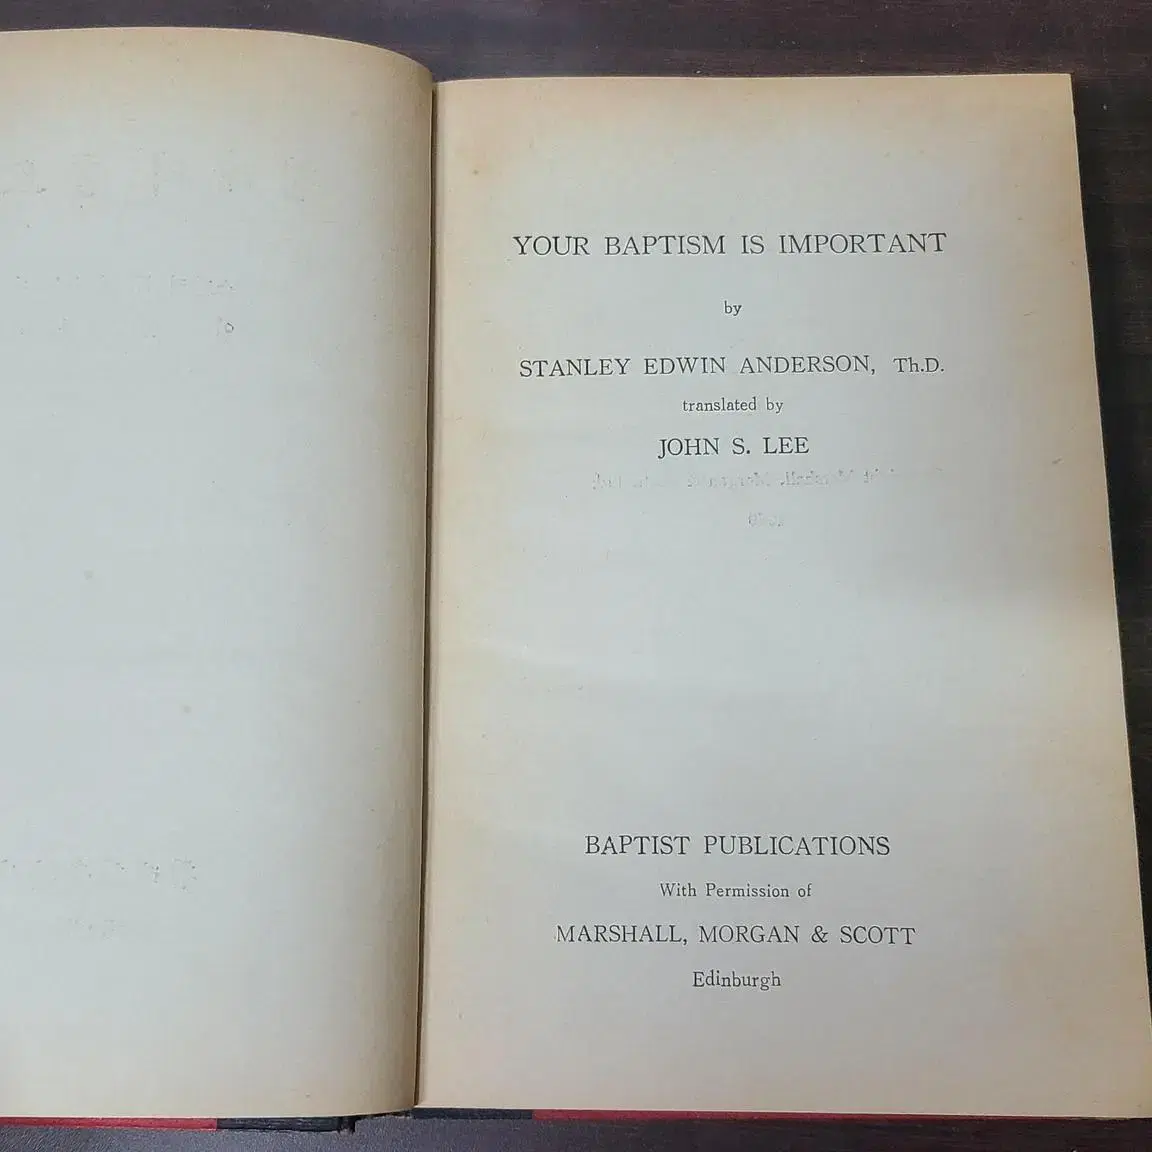 YOUR BAPTISM IS IMPORTANT
by
STANLEY EDWIN ANDERSON, Th.D.
translated by
JOHN S. LEE
BAPTIST PUBLICATIONS
With Permission of
MARSHALL, MORGAN & SCOTT
Edinburgh